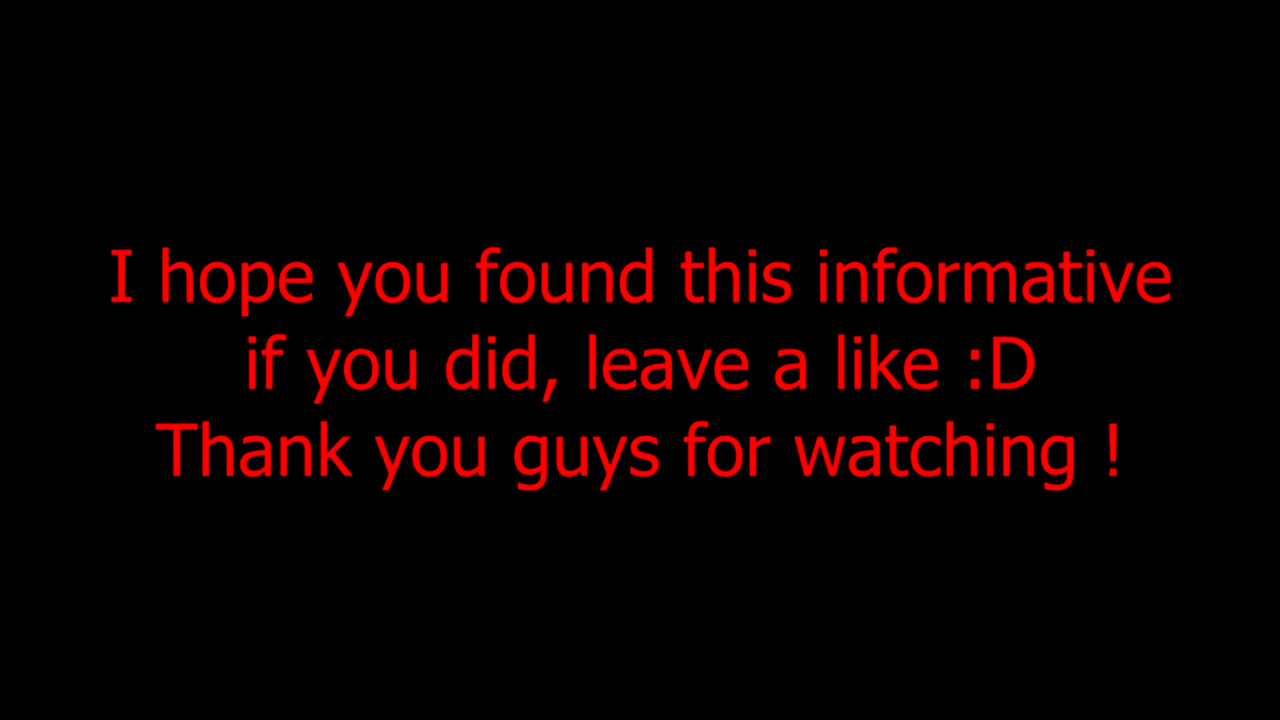 I hope you found this informative
if you did, leave a like :D
Thank you guys for watching !